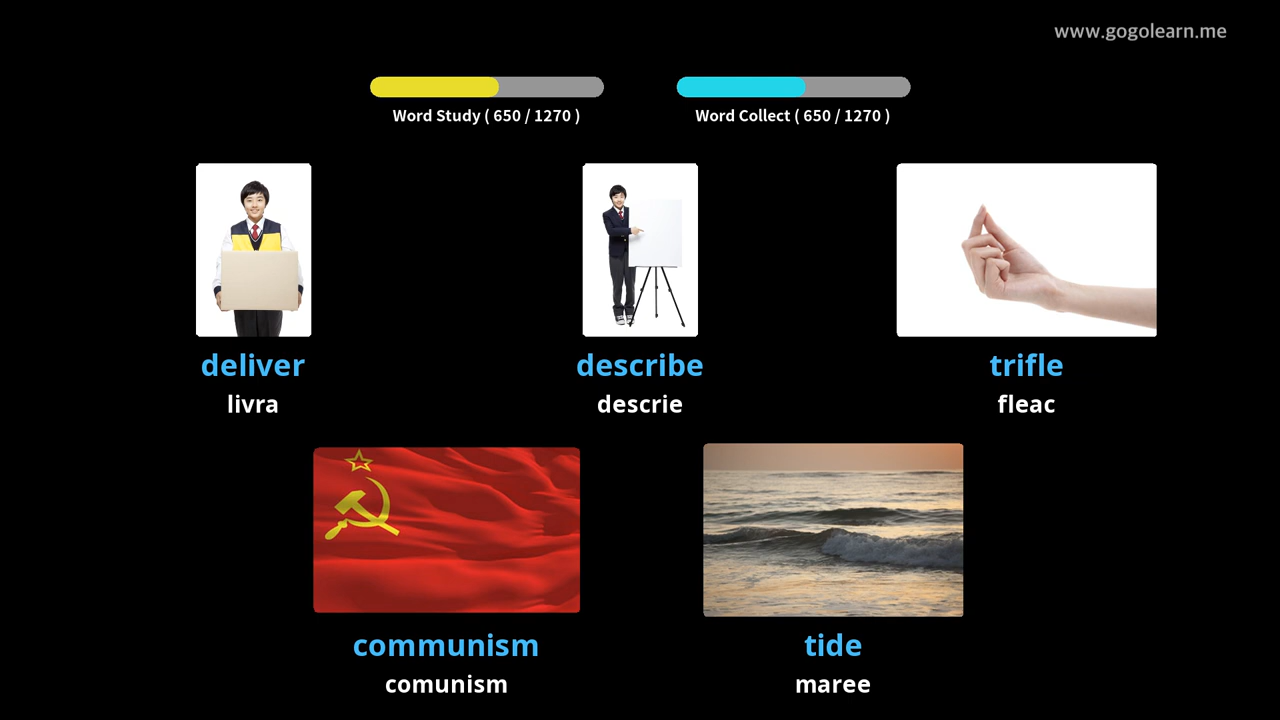 www.gogolearn.me
Word Study ( 650 / 1270 )
Word Collect ( 650 / 1270 )
deliver
livra
describe
descrie
trifle
fleac
communism
comunism
tide
maree